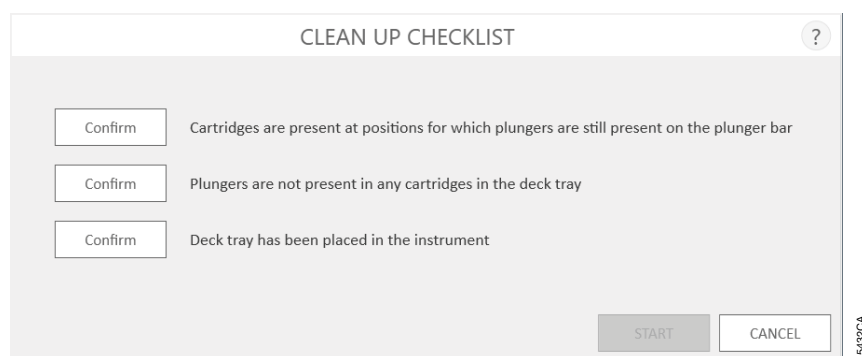 CLEAN UP CHECKLIST
?
Confirm
Cartridges are present at positions for which plungers are still present on the plunger bar
Confirm
Plungers are not present in any cartridges in the deck tray
Confirm
Deck tray has been placed in the instrument
START
CANCEL